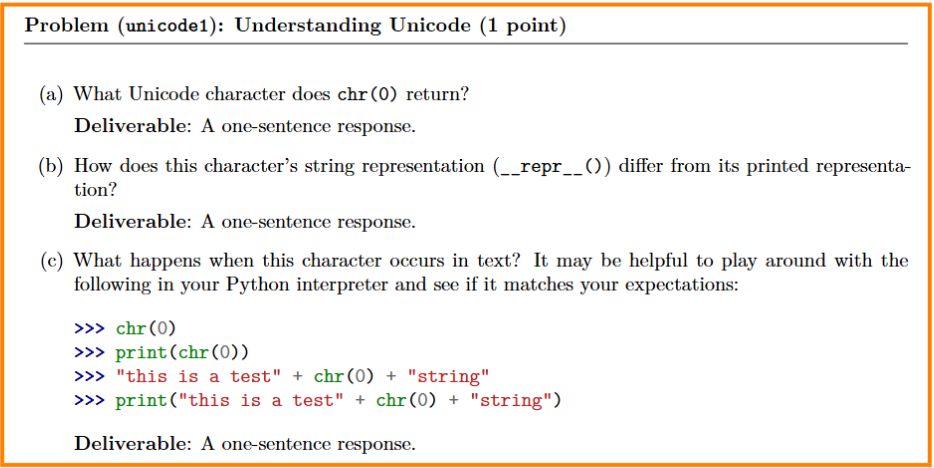 Problem (unicode1): Understanding Unicode (1 point)
(a) What Unicode character does chr(0) return?
Deliverable: A one-sentence response.
(b) How does this character's string representation (__repr__()) differ from its printed representa-
tion?
Deliverable: A one-sentence response.
(c) What happens when this character occurs in text? It may be helpful to play around with the
following in your Python interpreter and see if it matches your expectations:
>>> chr(0)
>>> print(chr(0))
>>> "this is a test" + chr(0) + "string"
>>> print("this is a test" + chr(0) + "string")
Deliverable: A one-sentence response.